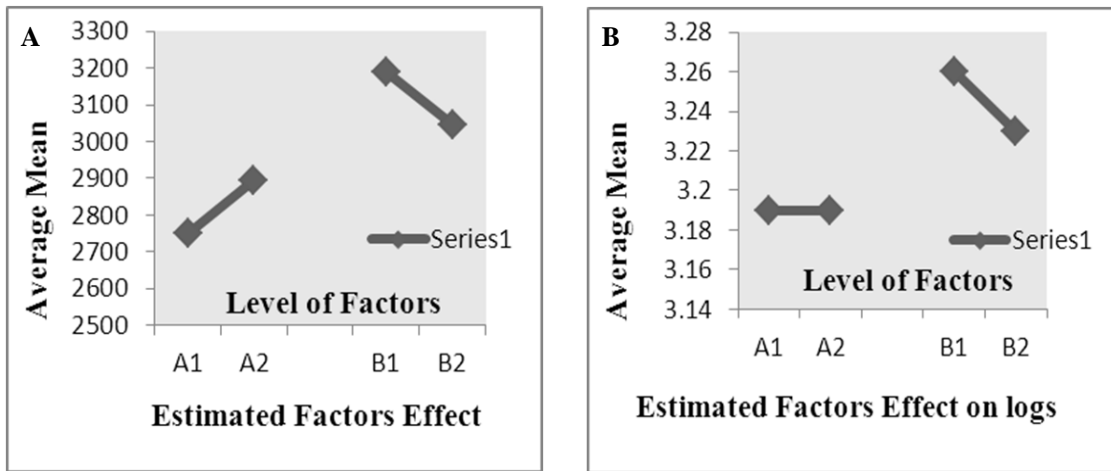 A
Average Mean
3300
3200
3100
3000
2900
2800
2700
2600
2500
Series1
Level of Factors
A1 A2 B1 B2
Estimated Factors Effect
B
Average Mean
3.28
3.26
3.24
3.22
3.2
3.18
3.16
3.14
Series1
Level of Factors
A1 A2 B1 B2
Estimated Factors Effect on logs